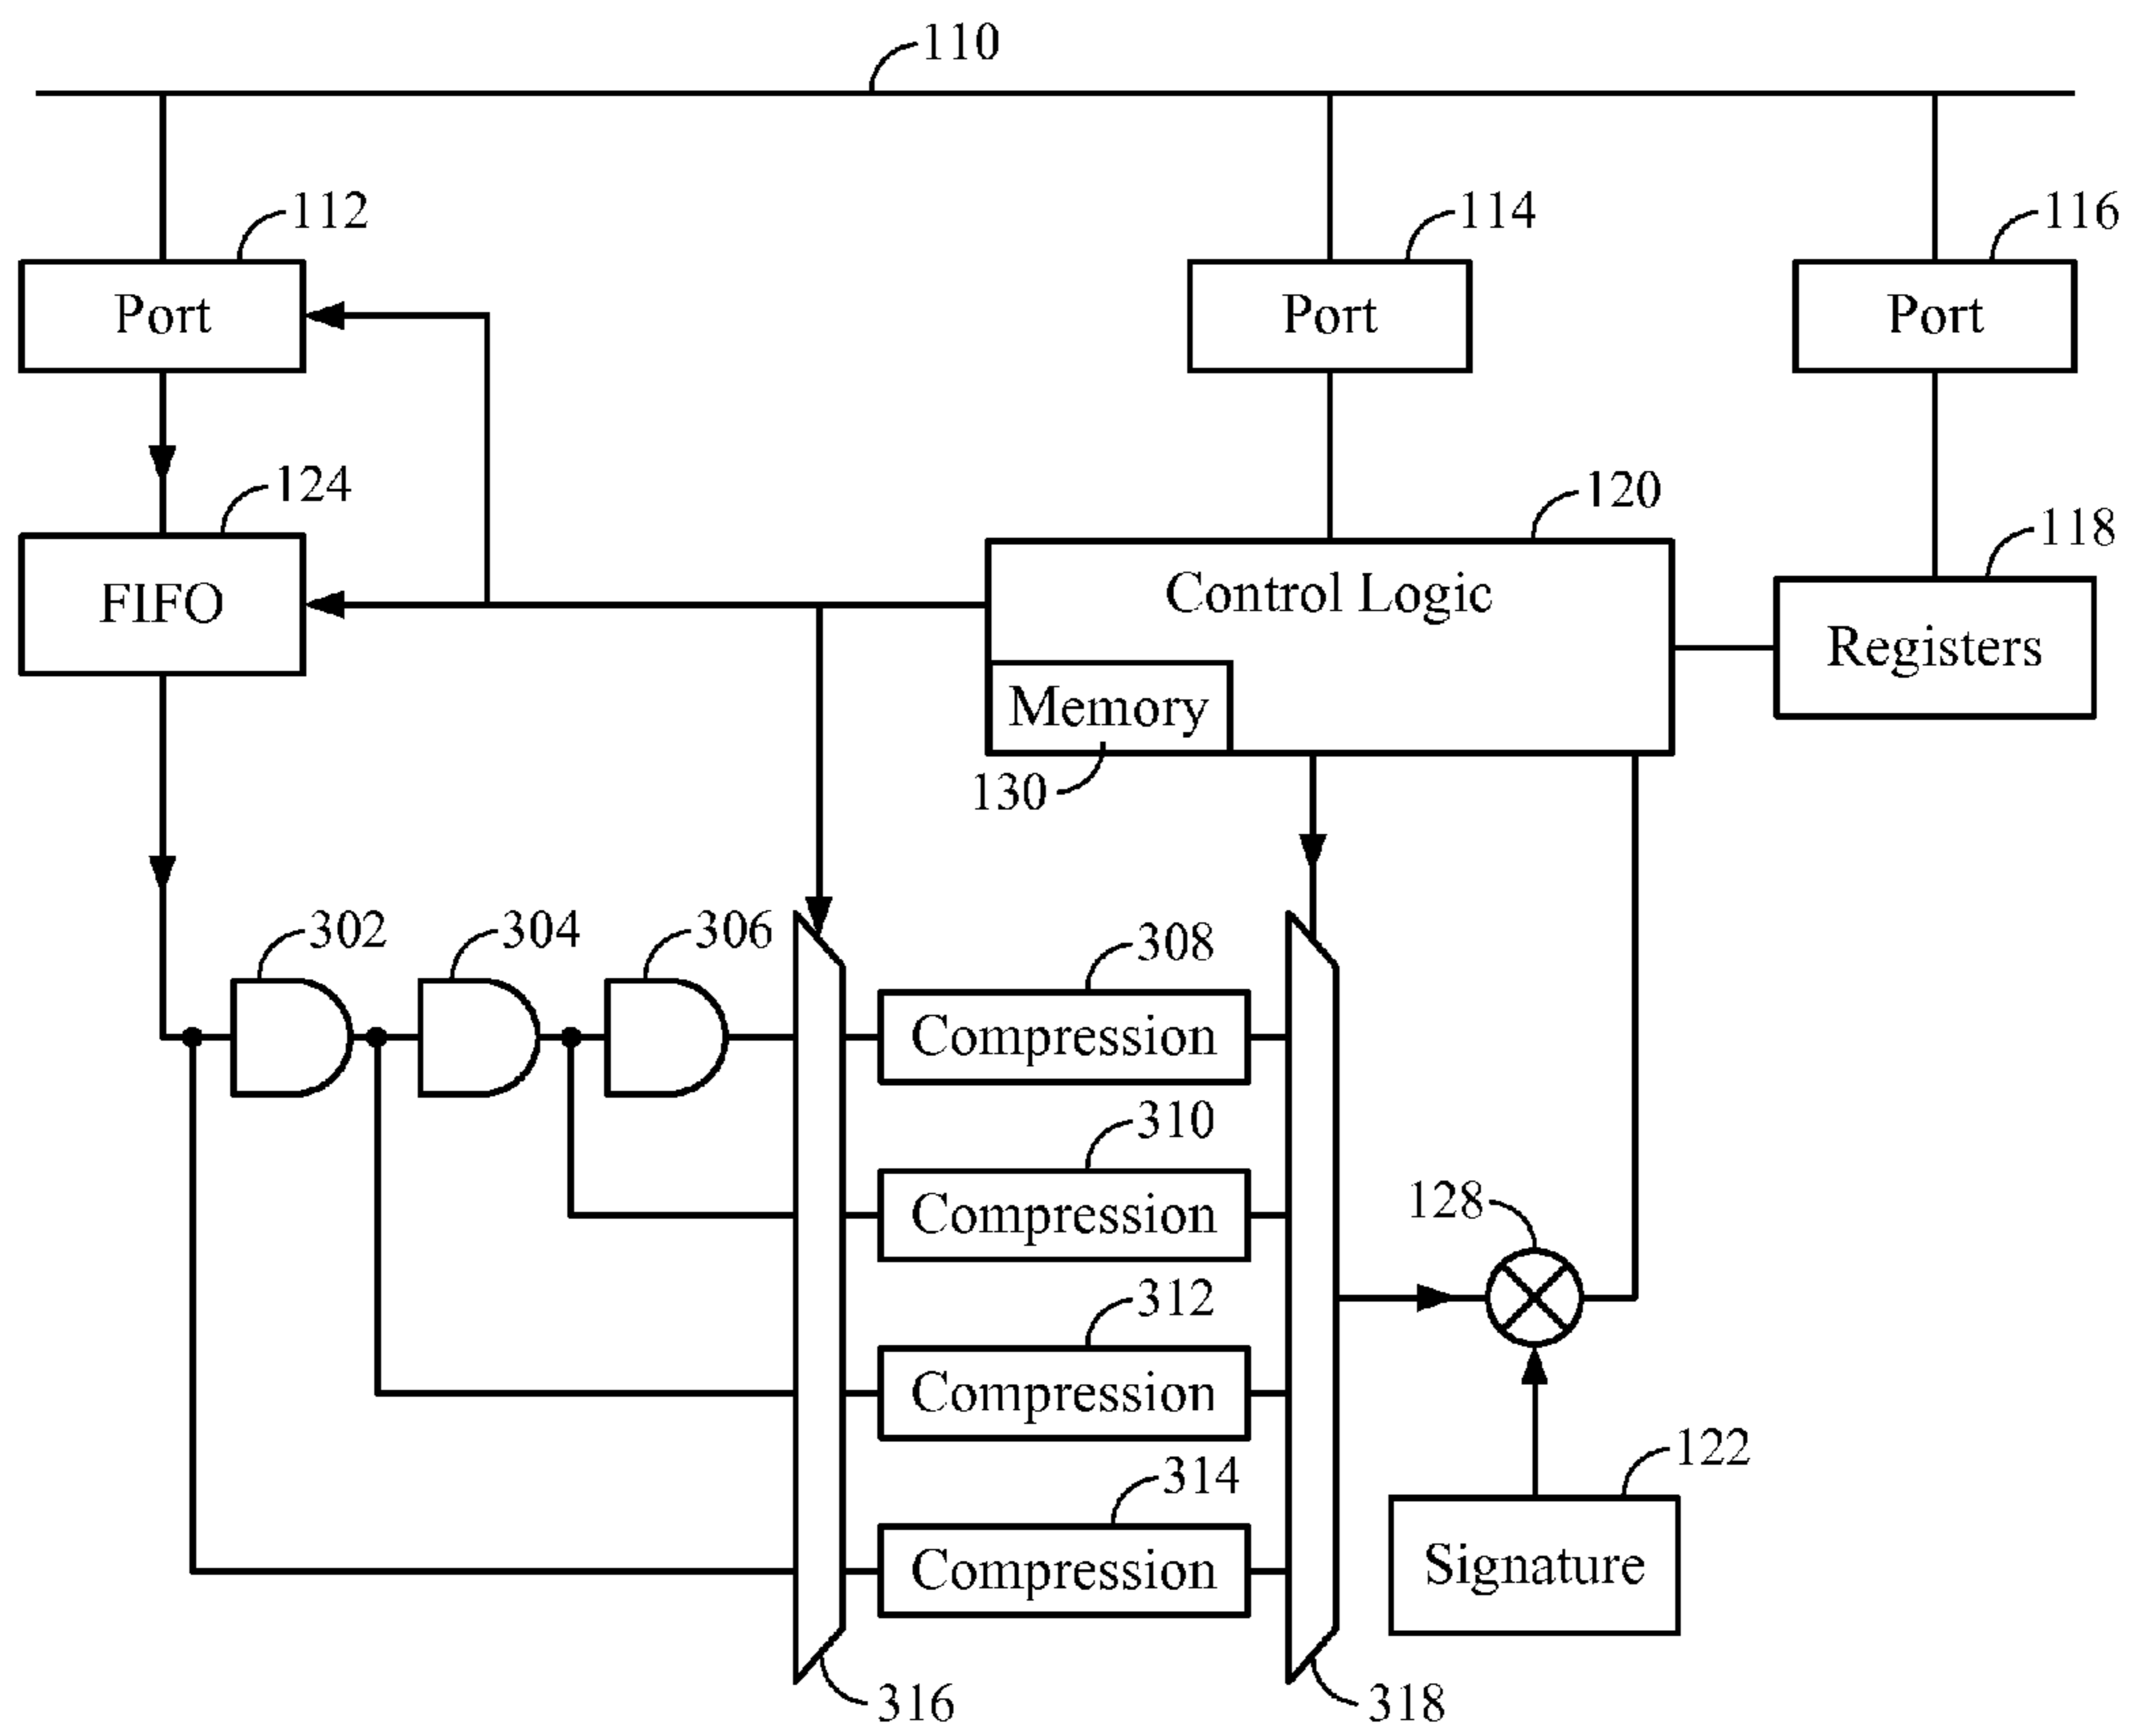 110
112
114
116
Port
Port
Port
124
120
118
FIFO
Control Logic
Registers
Memory
130
302
304
306
308
Compression
310
Compression
128
312
Compression
122
314
Compression
Signature
316
318